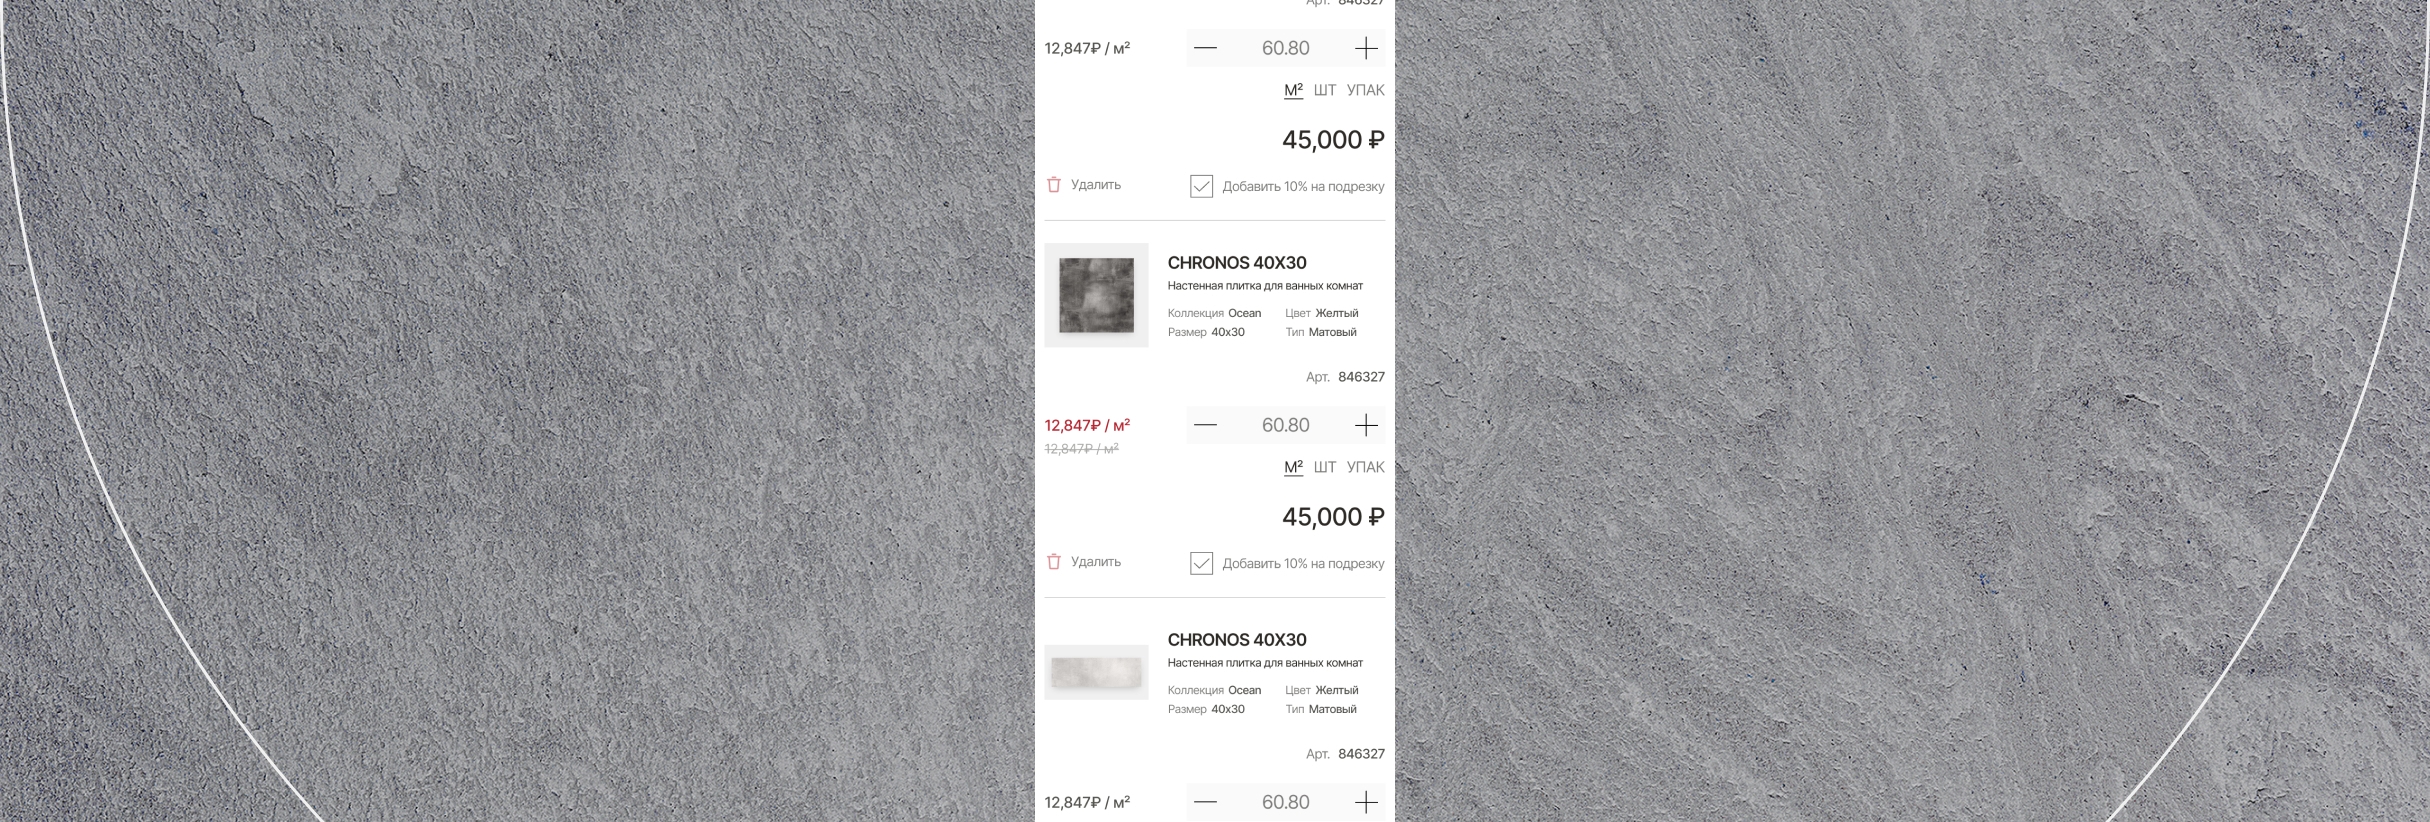 Арт. 846327
12,847₽ / м² — 60.80 +
М² ШТ УПАК
45,000 ₽
Удалить Добавить 10% на подрезку
CHRONOS 40X30
Настенная плитка для ванных комнат
Коллекция Ocean Цвет Желтый
Размер 40x30 Тип Матовый
Арт. 846327
12,847₽ / м² — 60.80 +
12,847₽ / м²
М² ШТ УПАК
45,000 ₽
Удалить Добавить 10% на подрезку
CHRONOS 40X30
Настенная плитка для ванных комнат
Коллекция Ocean Цвет Желтый
Размер 40x30 Тип Матовый
Арт. 846327
12,847₽ / м² — 60.80 +